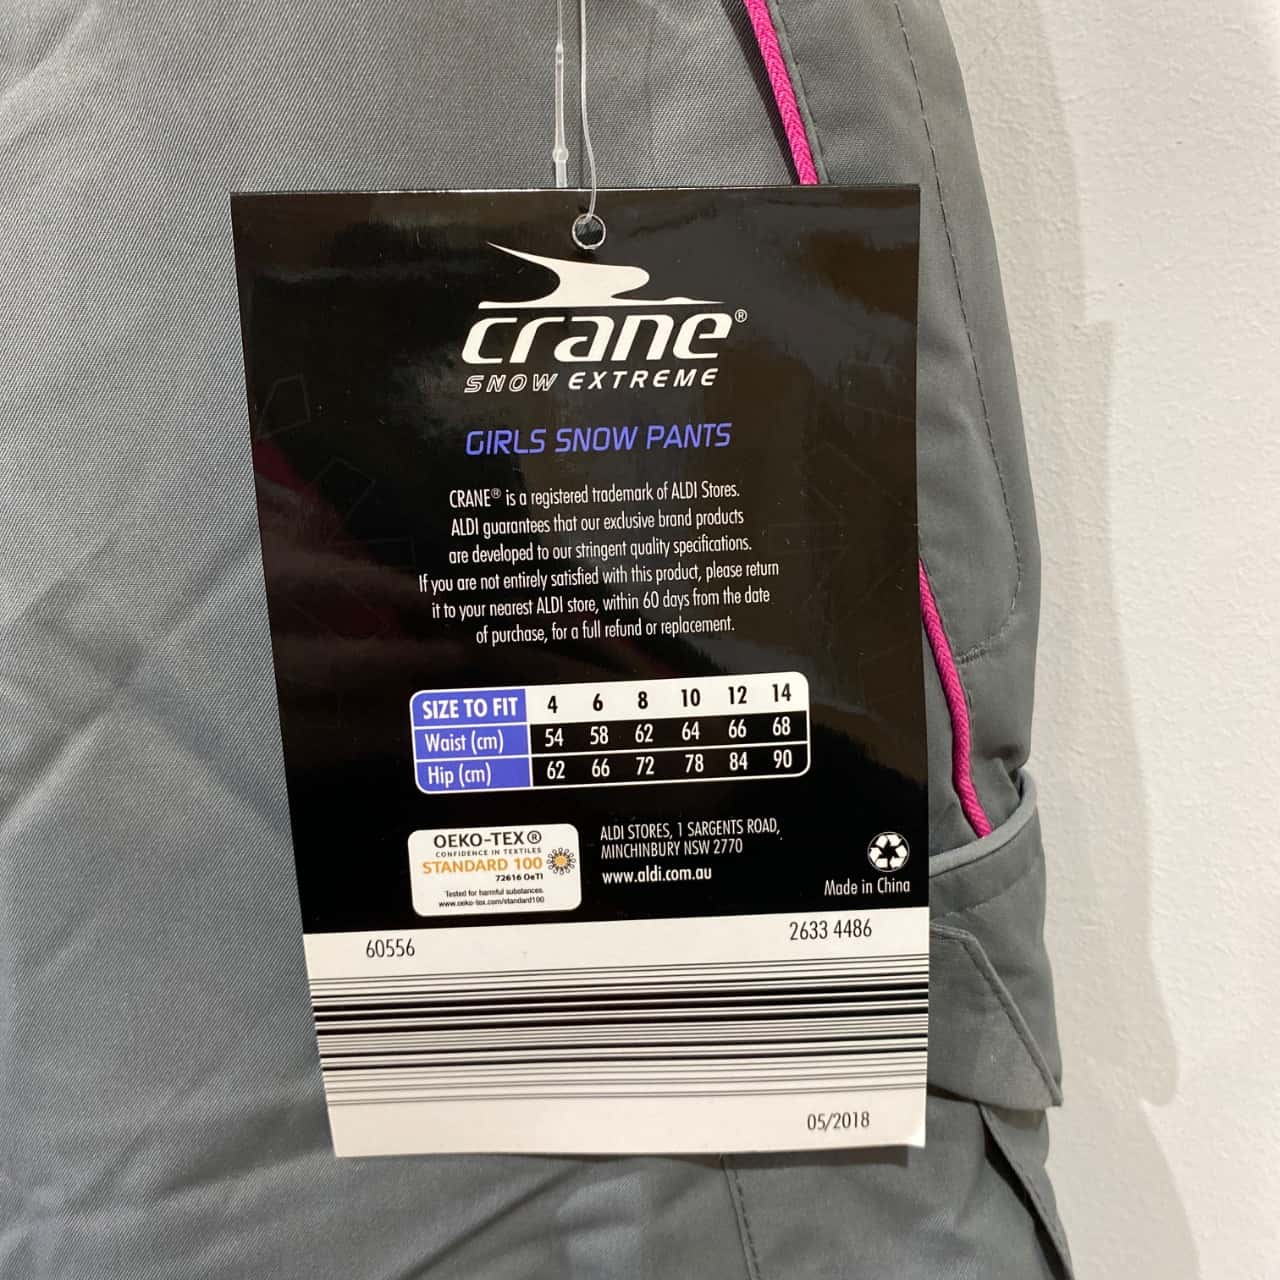 crane®
SNOW EXTREME
GIRLS SNOW PANTS
CRANE® is a registered trademark of ALDI Stores.
ALDI guarantees that our exclusive brand products
are developed to our stringent quality specifications.
If you are not entirely satisfied with this product, please return
it to your nearest ALDI store, within 60 days from the date
of purchase, for a full refund or replacement.
SIZE TO FIT 4 6 8 10 12 14
Waist (cm) 54 58 62 64 66 68
Hip (cm) 62 66 72 78 84 90
OEKO-TEX®
CONFIDENCE IN TEXTILES
STANDARD 100
72616 OeTI
Tested for harmful substances.
www.oeko-tex.com/standard100
ALDI STORES, 1 SARGENTS ROAD,
MINCHINBURY NSW 2770
www.aldi.com.au
Made in China
60556
2633 4486
05/2018